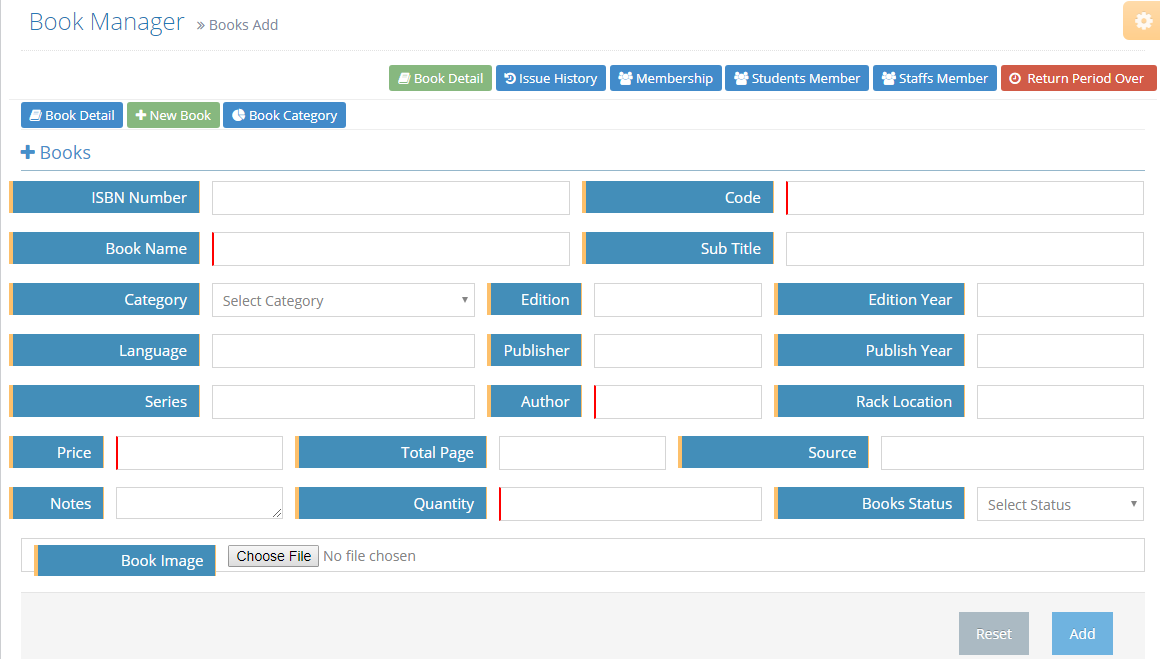 Book Manager » Books Add
Book Detail Issue History Membership Students Member Staffs Member Return Period Over
Book Detail New Book Book Category
Books
ISBN Number Code
Book Name Sub Title
Category Select Category Edition Edition Year
Language Publisher Publish Year
Series Author Rack Location
Price Total Page Source
Notes Quantity Books Status Select Status
Book Image Choose File No file chosen
Reset Add